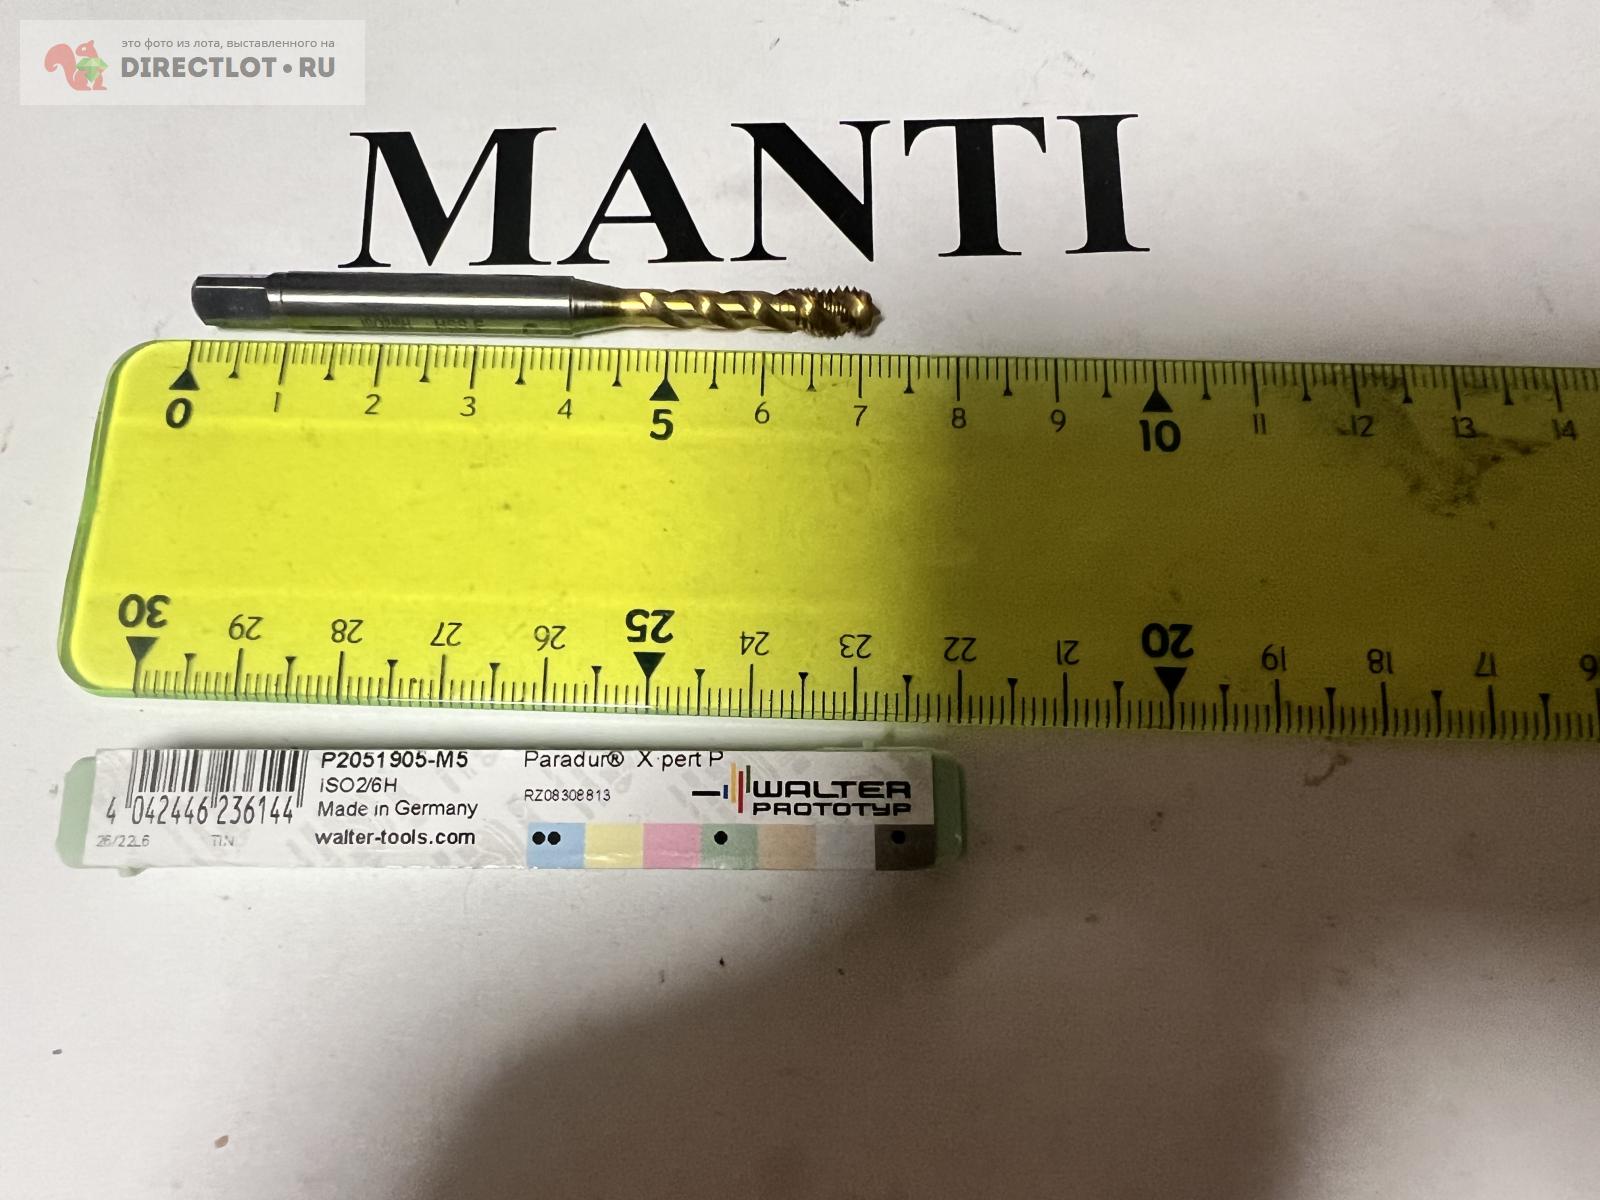 это фото из лота, выставленного на
DIRECTLOT•RU
MANTI
HSS-E
0 1 2 3 4 5 6 7 8 9 10 11 12 13 14
30 29 28 27 26 25 24 23 22 21 20 19 18 17
P2051905-M5
ISO2/6H
Made in Germany
walter-tools.com
4 042446 236144
26/22L6 TIN
Paradur® X·pert P
RZ08308813
WALTER
PROTOTYP